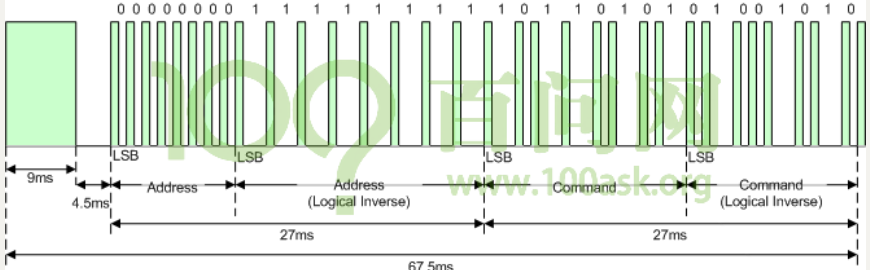 0 0 0 0 0 0 0 0 1 1 1 1 1 1 1 1 1 0 1 1 0 1 0 1 0 1 0 0 1 0 1 0
100 百问网
LSB LSB LSB LSB
9ms
4.5ms
Address
Address
(Logical Inverse)
Command
Command
(Logical Inverse)
www.100ask.org
27ms 27ms
67.5ms